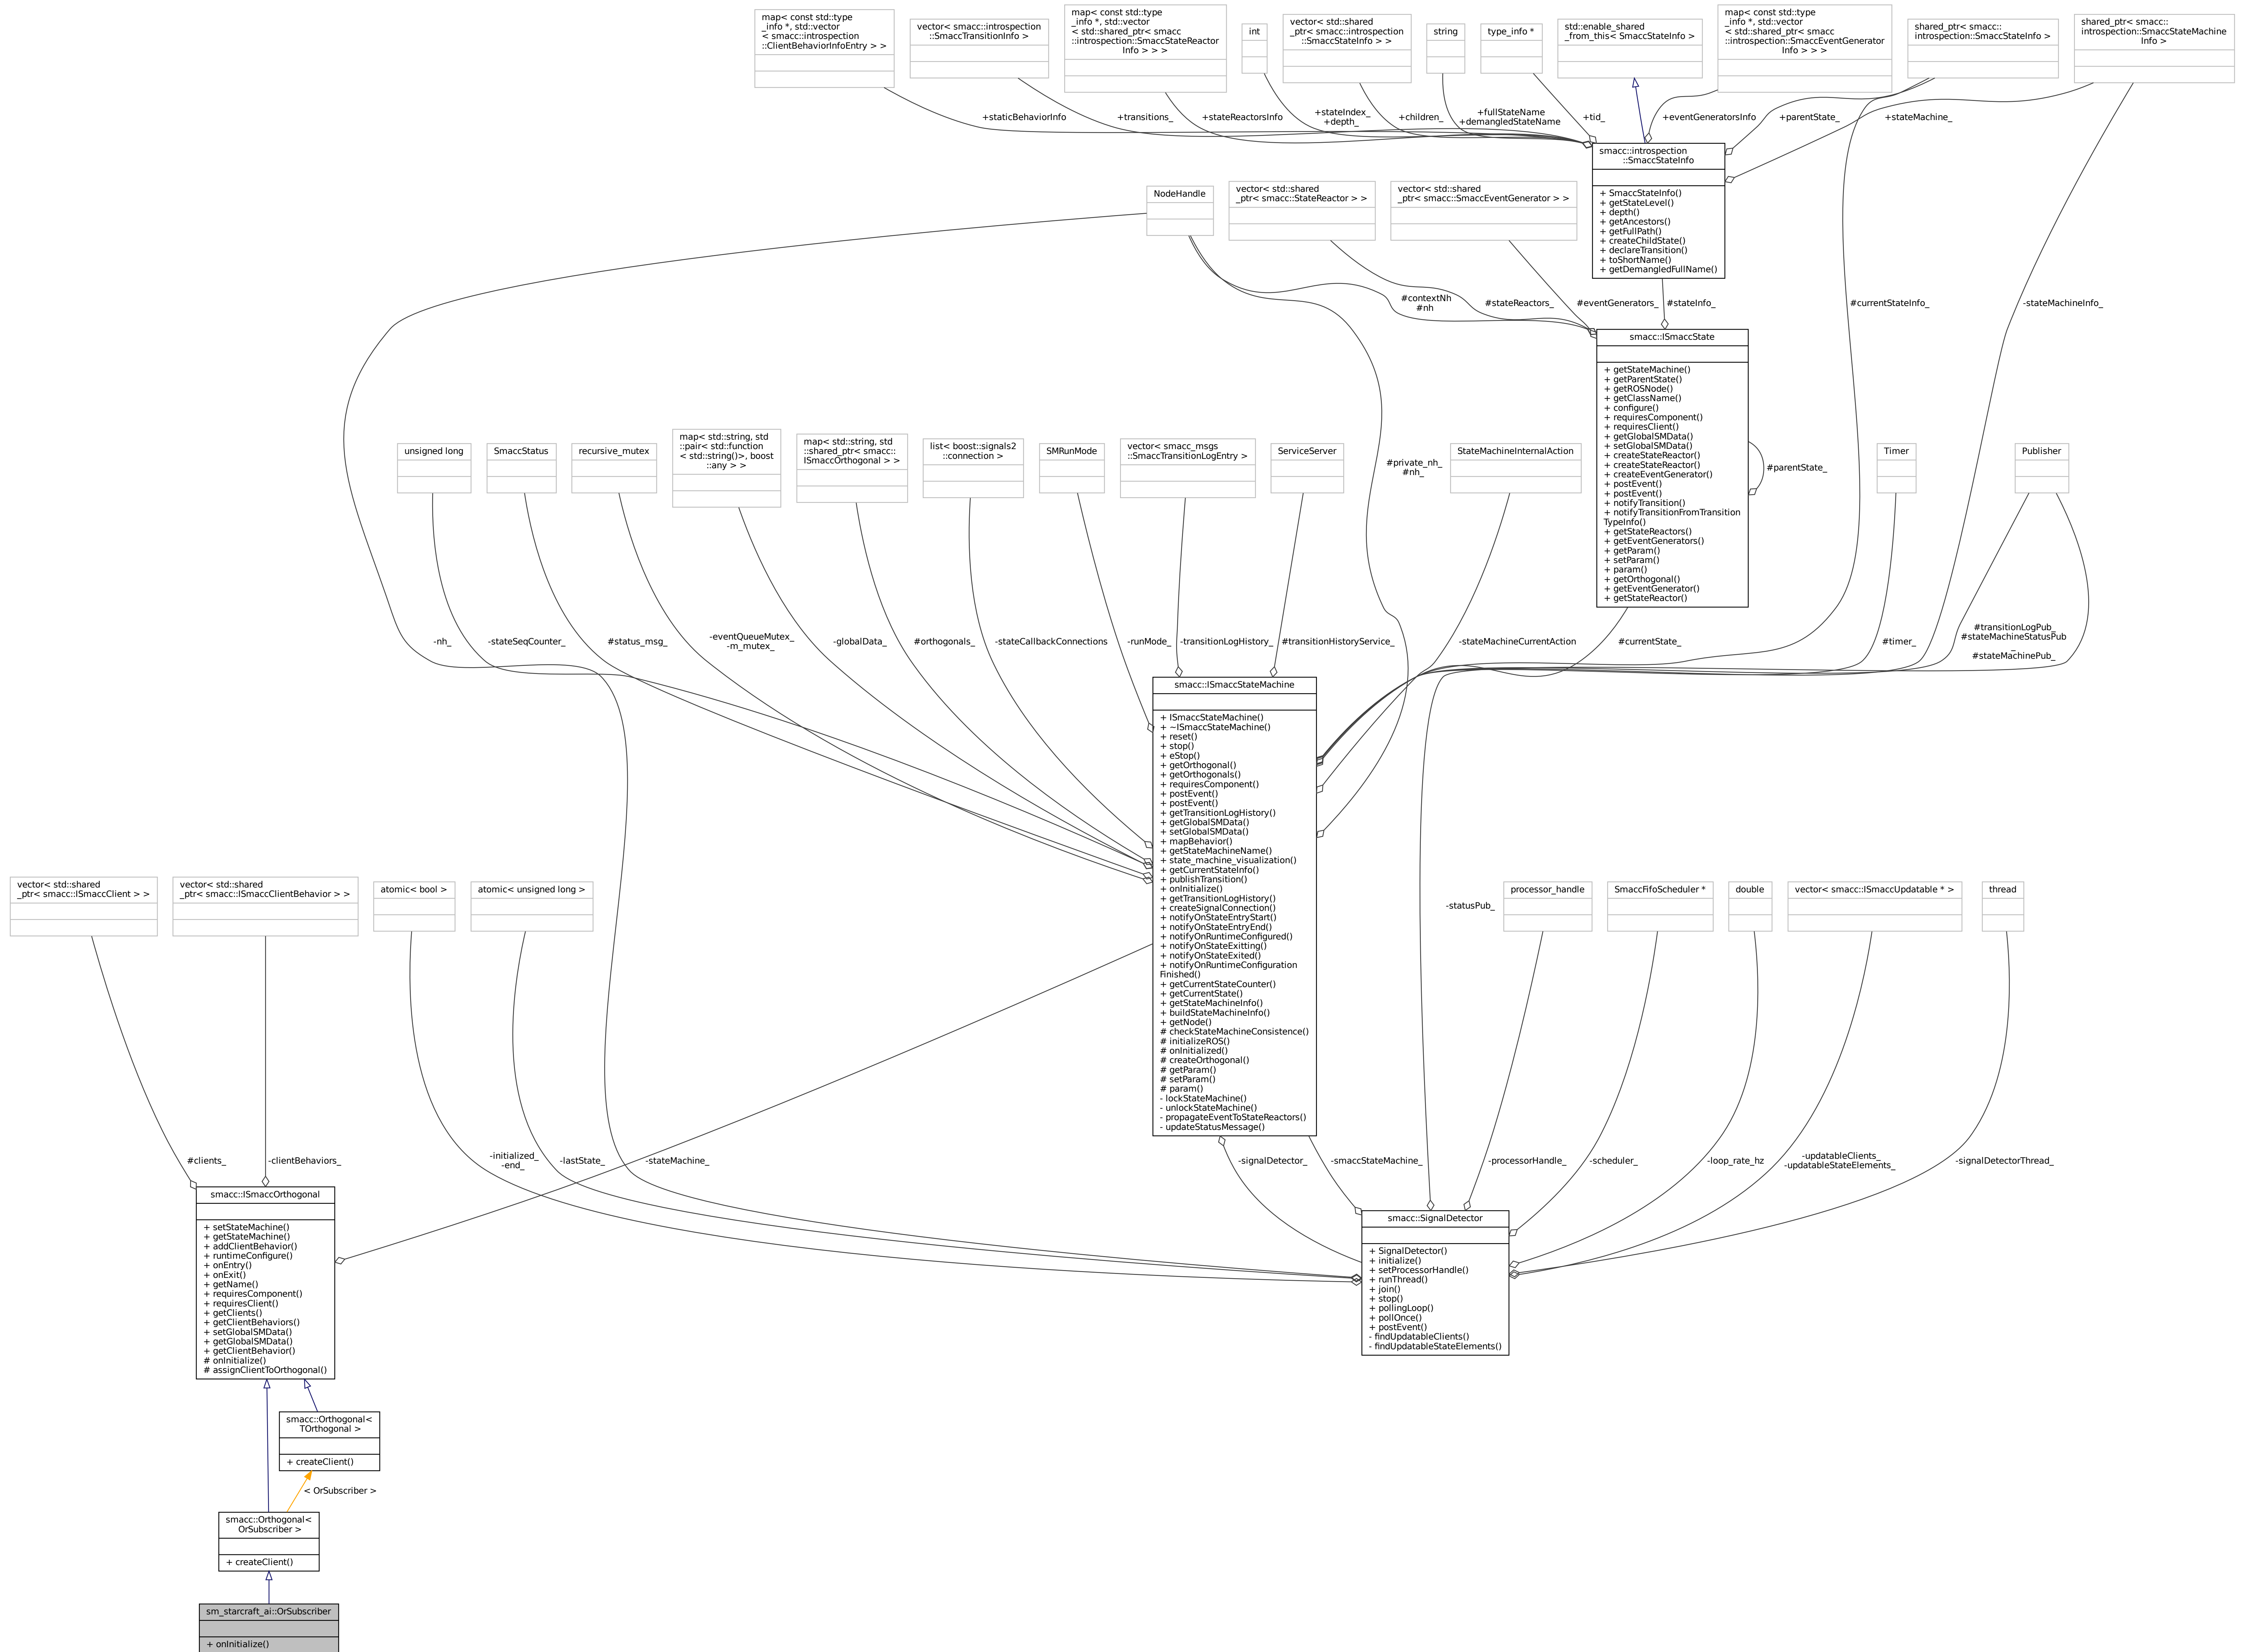 map< const std::type
_info *, std::vector
< smacc::introspection
::ClientBehaviorInfoEntry > >
vector< smacc::introspection
::SmaccTransitionInfo >
map< const std::type
_info *, std::vector
< std::shared_ptr< smacc
::introspection::SmaccStateReactor
Info > > >
int
vector< std::shared
_ptr< smacc::introspection
::SmaccStateInfo > >
string
type_info *
std::enable_shared
_from_this< SmaccStateInfo >
map< const std::type
_info *, std::vector
< std::shared_ptr< smacc
::introspection::SmaccEventGenerator
Info > > >
shared_ptr< smacc::
introspection::SmaccStateInfo >
shared_ptr< smacc::
introspection::SmaccStateMachine
Info >
+staticBehaviorInfo
+transitions_
+stateReactorsInfo
+stateIndex_
+depth_
+children_
+fullStateName
+demangledStateName
+tid_
+eventGeneratorsInfo
+parentState_
+stateMachine_
smacc::introspection
::SmaccStateInfo
+ SmaccStateInfo()
+ getStateLevel()
+ depth()
+ getAncestors()
+ getFullPath()
+ createChildState()
+ declareTransition()
+ toShortName()
+ getDemangledFullName()
NodeHandle
vector< std::shared
_ptr< smacc::StateReactor > >
vector< std::shared
_ptr< smacc::SmaccEventGenerator > >
#contextNh
#nh
#stateReactors_
#eventGenerators_
#stateInfo_
#currentStateInfo_
-stateMachineInfo_
smacc::ISmaccState
+ getStateMachine()
+ getParentState()
+ getROSNode()
+ getClassName()
+ configure()
+ requiresComponent()
+ requiresClient()
+ getGlobalSMData()
+ setGlobalSMData()
+ createStateReactor()
+ createStateReactor()
+ createEventGenerator()
+ postEvent()
+ postEvent()
+ notifyTransition()
+ notifyTransitionFromTransition
TypeInfo()
+ getStateReactors()
+ getEventGenerators()
+ getParam()
+ setParam()
+ param()
+ getOrthogonal()
+ getEventGenerator()
+ getStateReactor()
#parentState_
unsigned long
SmaccStatus
recursive_mutex
map< std::string, std
::pair< std::function
< std::string()>, boost
::any > >
map< std::string, std
::shared_ptr< smacc::
ISmaccOrthogonal > >
list< boost::signals2
::connection >
SMRunMode
vector< smacc_msgs
::SmaccTransitionLogEntry >
ServiceServer
#private_nh_
#nh_
StateMachineInternalAction
Timer
Publisher
-nh_
-stateSeqCounter_
#status_msg_
-eventQueueMutex_
-m_mutex_
-globalData_
#orthogonals_
-stateCallbackConnections
-runMode_
-transitionLogHistory_
#transitionHistoryService_
-stateMachineCurrentAction
#currentState_
#timer_
#transitionLogPub_
#stateMachineStatusPub
_
#stateMachinePub_
smacc::ISmaccStateMachine
+ ISmaccStateMachine()
+ ~ISmaccStateMachine()
+ reset()
+ stop()
+ eStop()
+ getOrthogonal()
+ getOrthogonals()
+ requiresComponent()
+ postEvent()
+ postEvent()
+ getTransitionLogHistory()
+ getGlobalSMData()
+ setGlobalSMData()
+ mapBehavior()
+ getStateMachineName()
+ state_machine_visualization()
+ getCurrentStateInfo()
+ publishTransition()
+ onInitialize()
+ getTransitionLogHistory()
+ createSignalConnection()
+ notifyOnStateEntryStart()
+ notifyOnStateEntryEnd()
+ notifyOnRuntimeConfigured()
+ notifyOnStateExitting()
+ notifyOnStateExited()
+ notifyOnRuntimeConfiguration
Finished()
+ getCurrentStateCounter()
+ getCurrentState()
+ getStateMachineInfo()
+ buildStateMachineInfo()
+ getNode()
# checkStateMachineConsistence()
# initializeROS()
# onInitialized()
# createOrthogonal()
# getParam()
# setParam()
# param()
- lockStateMachine()
- unlockStateMachine()
- propagateEventToStateReactors()
- updateStatusMessage()
vector< std::shared
_ptr< smacc::ISmaccClient > >
vector< std::shared
_ptr< smacc::ISmaccClientBehavior > >
atomic< bool >
atomic< unsigned long >
-statusPub_
processor_handle
SmaccFifoScheduler *
double
vector< smacc::ISmaccUpdatable * >
thread
#clients_
-clientBehaviors_
-initialized_
-end_
-lastState_
-stateMachine_
-signalDetector_
-smaccStateMachine_
-processorHandle_
-scheduler_
-loop_rate_hz
-updatableClients_
-updatableStateElements_
-signalDetectorThread_
smacc::ISmaccOrthogonal
+ setStateMachine()
+ getStateMachine()
+ addClientBehavior()
+ runtimeConfigure()
+ onEntry()
+ onExit()
+ getName()
+ requiresComponent()
+ requiresClient()
+ getClients()
+ getClientBehaviors()
+ setGlobalSMData()
+ getGlobalSMData()
+ getClientBehavior()
# onInitialize()
# assignClientToOrthogonal()
smacc::SignalDetector
+ SignalDetector()
+ initialize()
+ setProcessorHandle()
+ runThread()
+ join()
+ stop()
+ pollingLoop()
+ pollOnce()
+ postEvent()
- findUpdatableClients()
- findUpdatableStateElements()
smacc::Orthogonal<
TOrthogonal >
+ createClient()
< OrSubscriber >
smacc::Orthogonal<
OrSubscriber >
+ createClient()
sm_starcraft_ai::OrSubscriber
+ onInitialize()